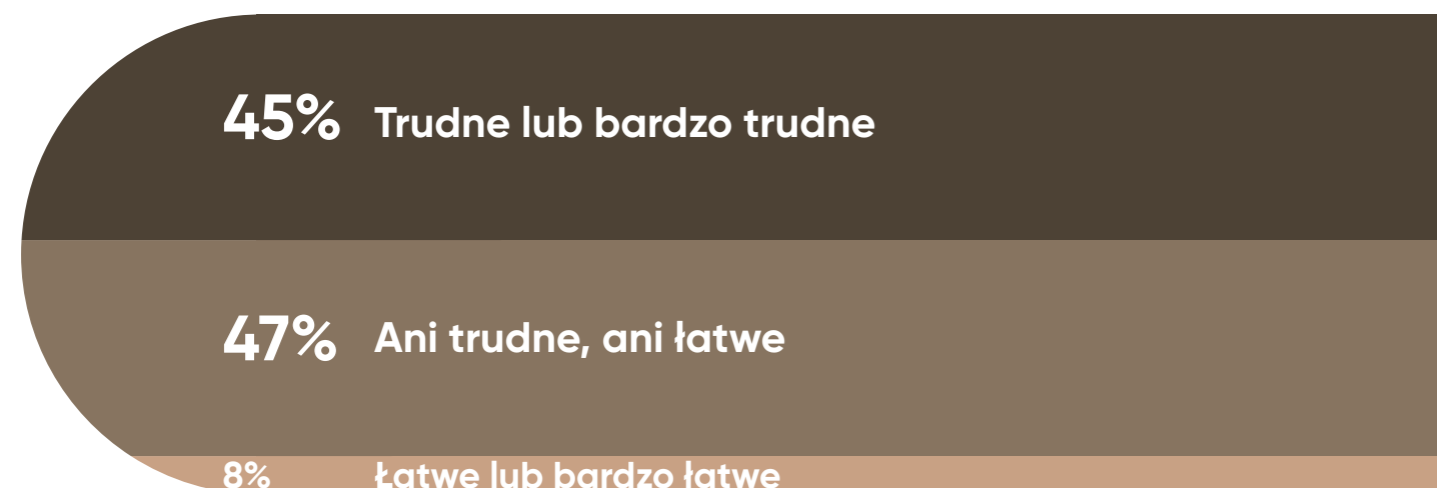 45% Trudne lub bardzo trudne
47% Ani trudne, ani łatwe
8% Łatwe lub bardzo łatwe